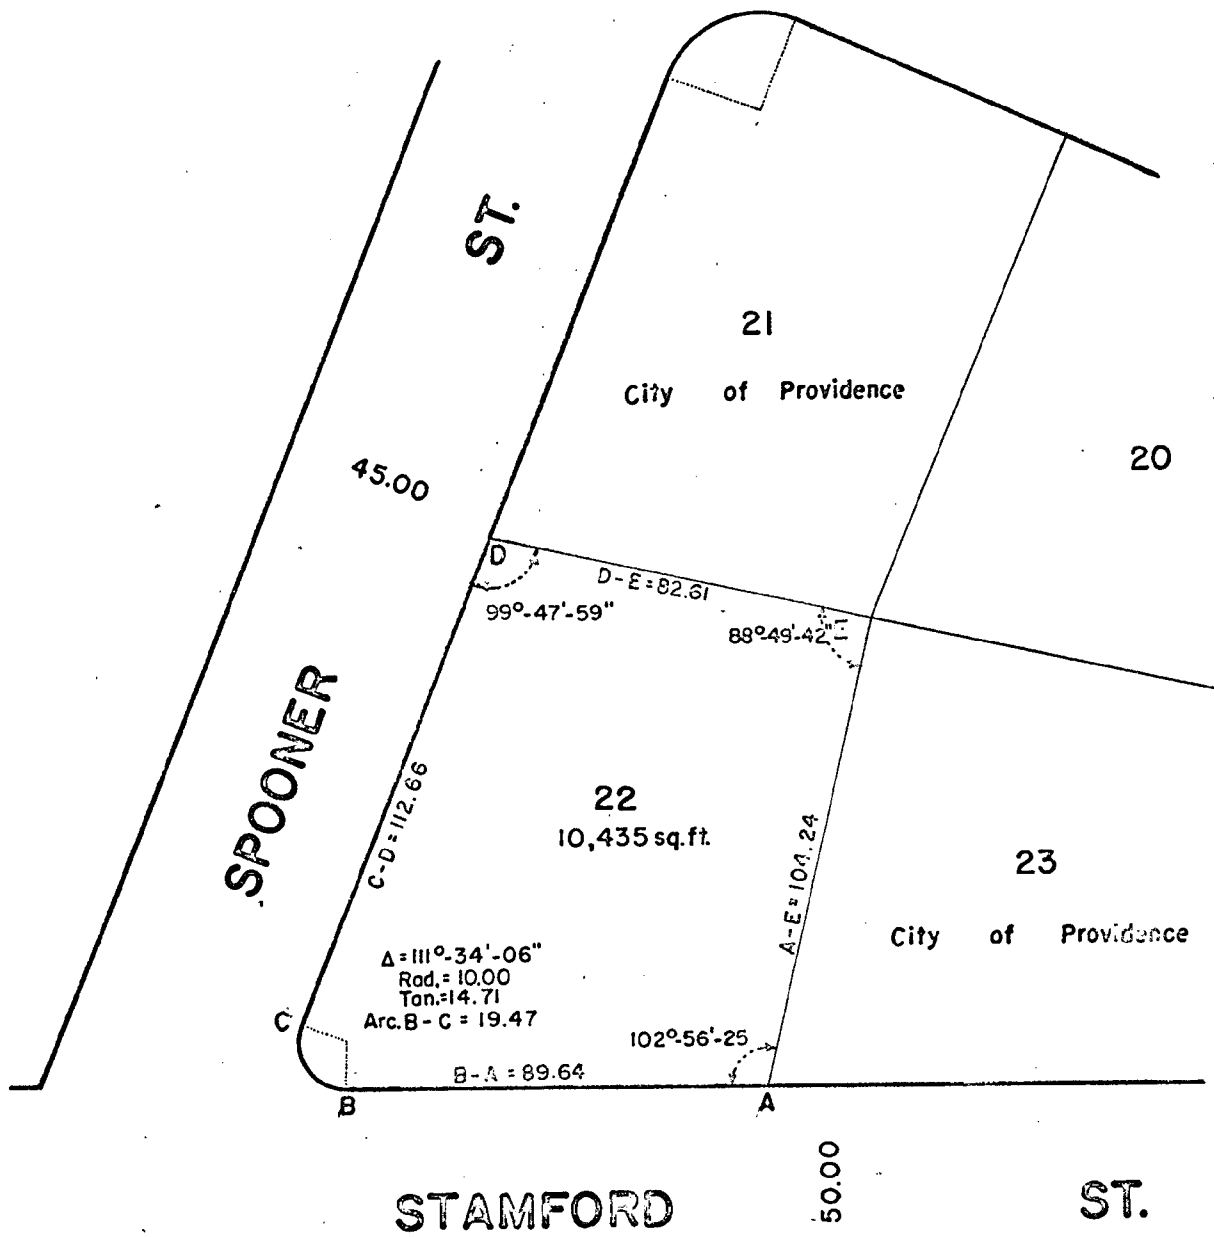 ST.
21
City of Providence
20
45.00
D
D-E=82.61
99°-47'-59"
88°-49'-42"
E
SPOONER
C-D=112.66
22
10,435 sq.ft.
A-E=104.24
23
City of Providence
Δ=111°-34'-06"
Rad.=10.00
Tan.=14.71
Arc.B-C=19.47
C
102°-56'-25
B-A=89.64
B
A
50.00
STAMFORD ST.